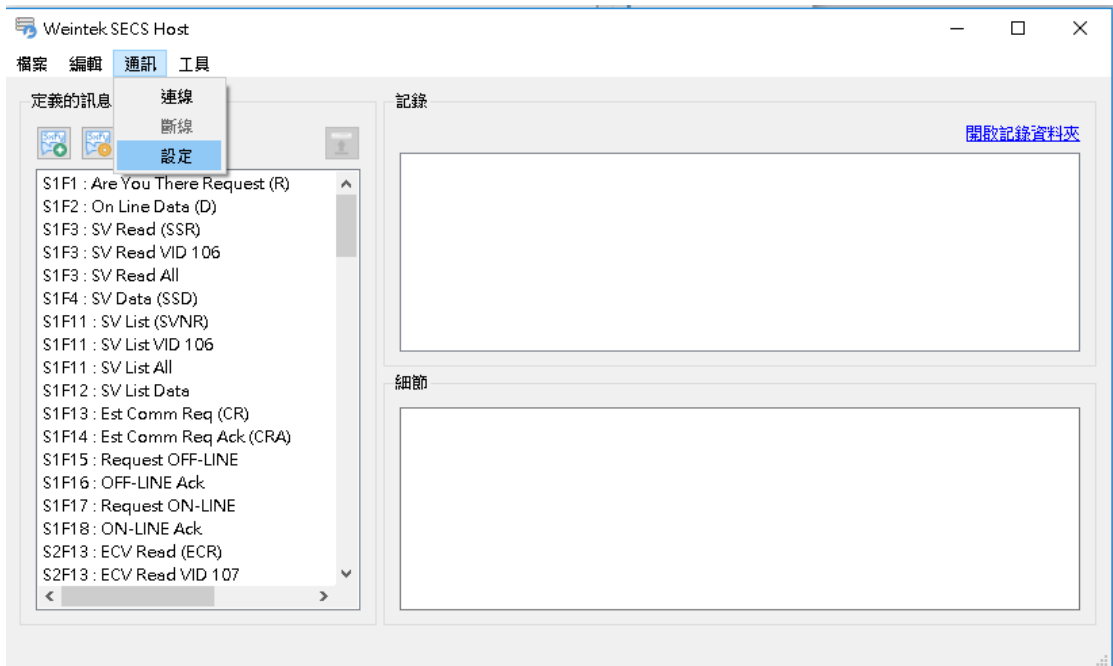 Weintek SECS Host
檔案 編輯 通訊 工具
連線
斷線
設定
定義的訊息
S1F1 : Are You There Request (R)
S1F2 : On Line Data (D)
S1F3 : SV Read (SSR)
S1F3 : SV Read VID 106
S1F3 : SV Read All
S1F4 : SV Data (SSD)
S1F11 : SV List (SVNR)
S1F11 : SV List VID 106
S1F11 : SV List All
S1F12 : SV List Data
S1F13 : Est Comm Req (CR)
S1F14 : Est Comm Req Ack (CRA)
S1F15 : Request OFF-LINE
S1F16 : OFF-LINE Ack
S1F17 : Request ON-LINE
S1F18 : ON-LINE Ack
S2F13 : ECV Read (ECR)
S2F13 : ECV Read VID 107
記錄
開啟記錄資料夾
細節